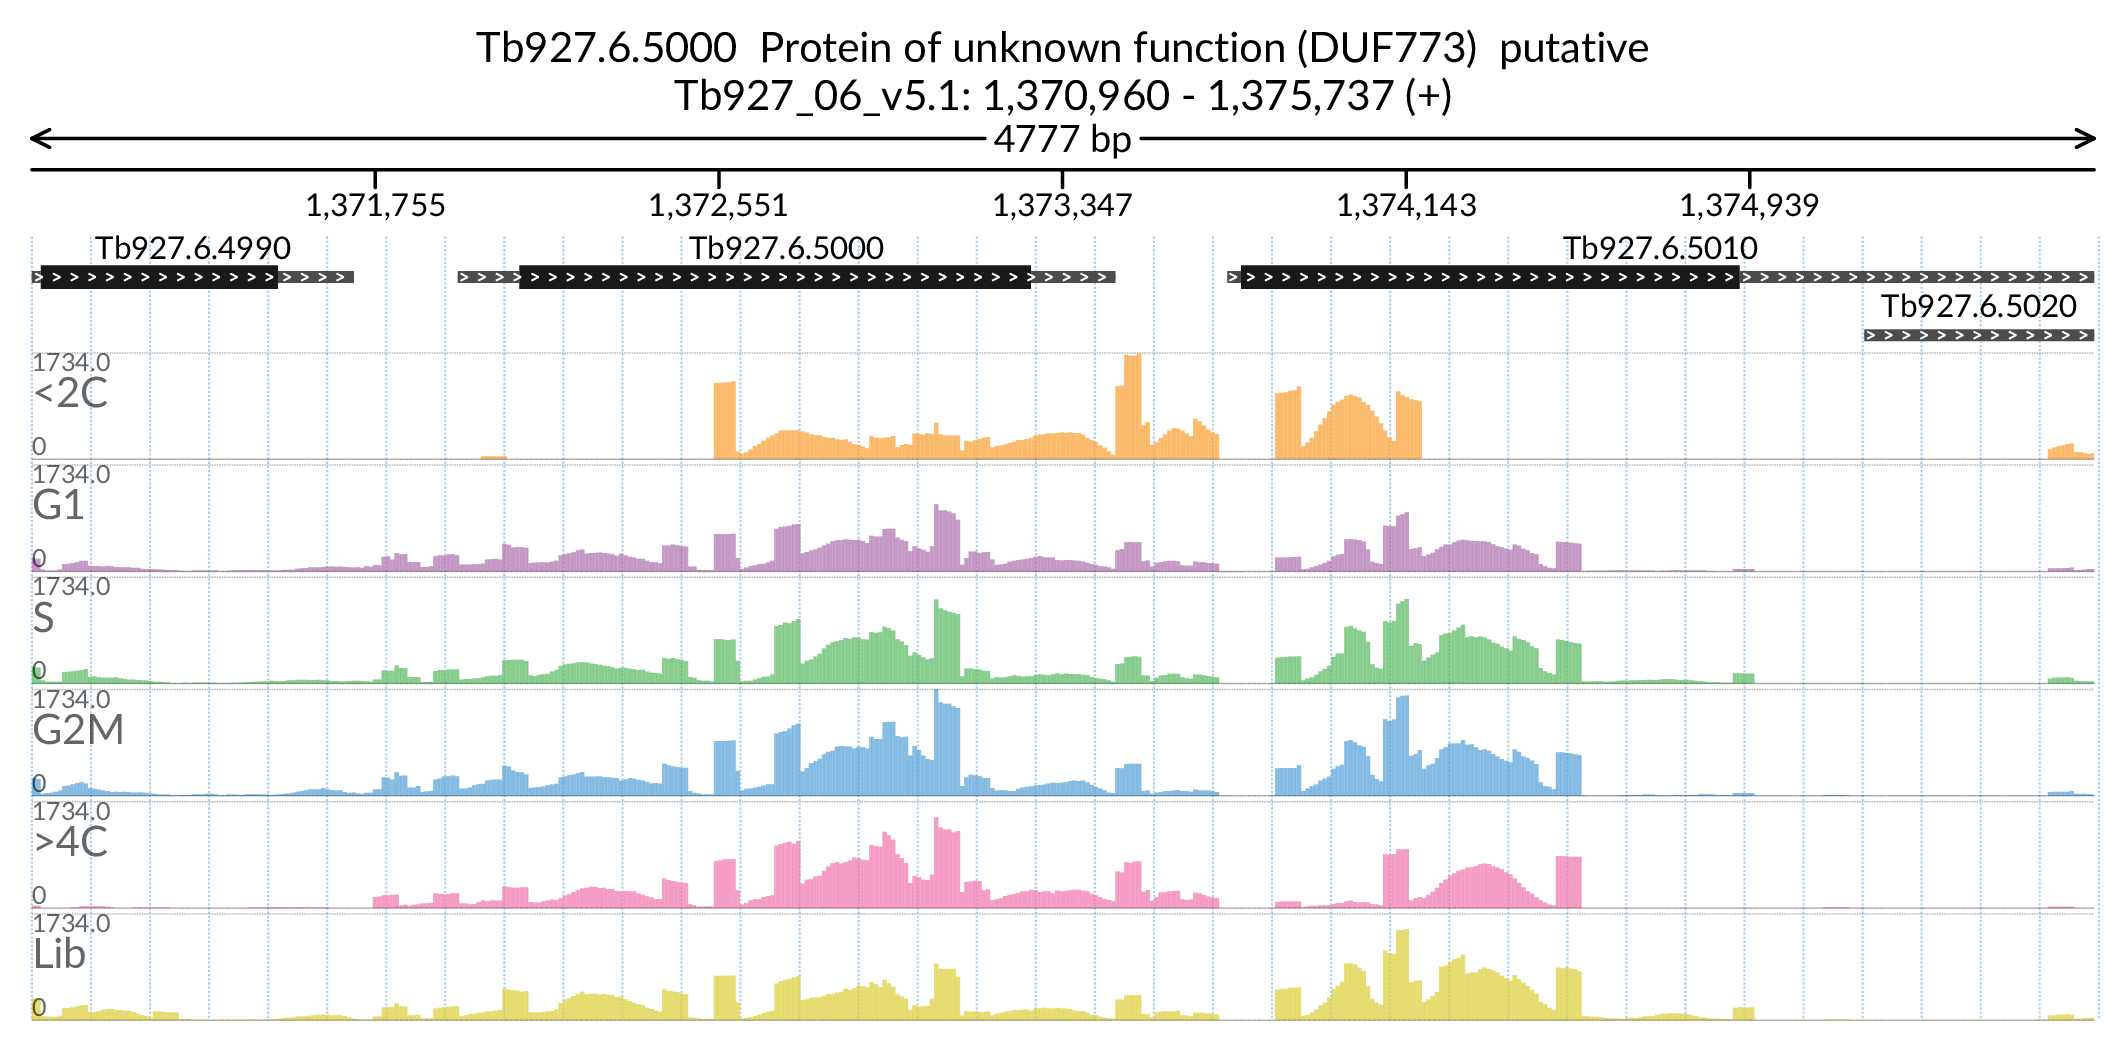 Tb927.6.5000  Protein of unknown function (DUF773)  putative
Tb927_06_v5.1: 1,370,960 - 1,375,737 (+)
4777 bp
1,371,755 1,372,551 1,373,347 1,374,143 1,374,939
Tb927.6.4990 Tb927.6.5000 Tb927.6.5010
Tb927.6.5020
1734.0
<2C
0
1734.0
G1
0
1734.0
S
0
1734.0
G2M
0
1734.0
>4C
0
1734.0
Lib
0